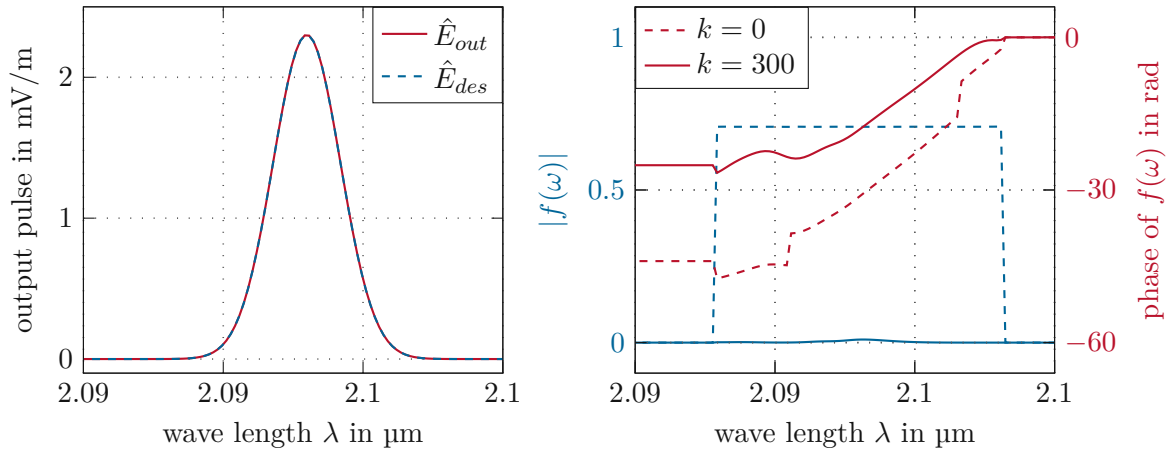 output pulse in mV/m
2
1
0
2.09
2.09
2.1
2.1
wave length λ in µm
Ê_out
Ê_des
|f(ω)|
1
0.5
0
k = 0
k = 300
2.09
2.09
2.1
2.1
wave length λ in µm
0
−30
−60
phase of f(ω) in rad